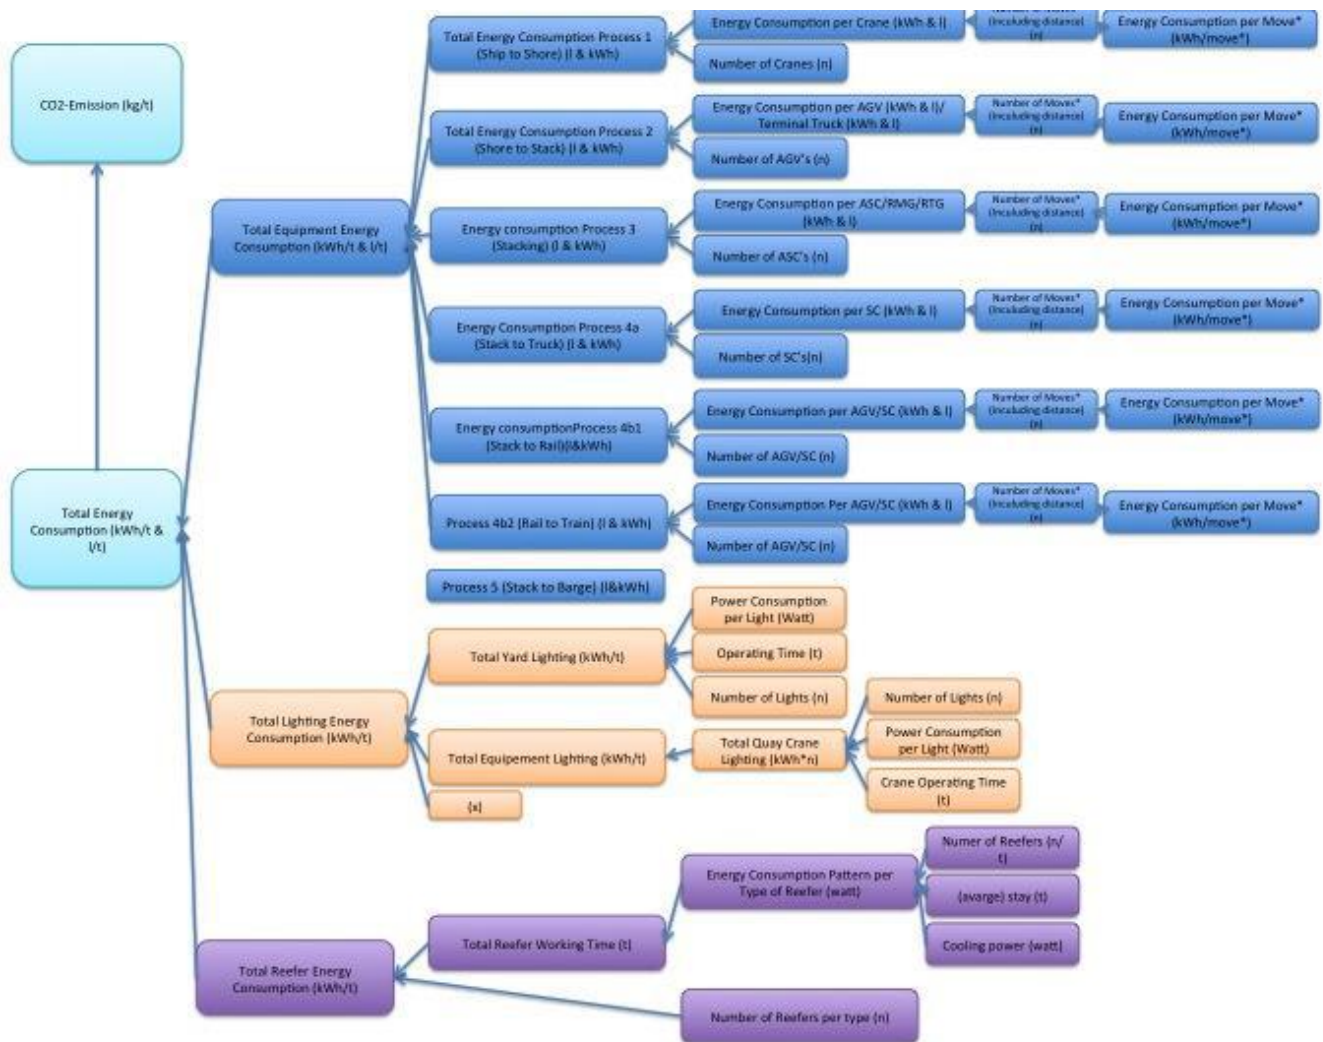 CO2-Emission (kg/t)
Total Energy
Consumption (kWh/t &
l/t)
Total Equipment Energy
Consumption (kWh/t & l/t)
Total Energy Consumption Process 1
(Ship to Shore) (l & kWh)
Energy Consumption per Crane (kWh & l)
(Incluuding distance)
(n)
Energy Consumption per Move*
(kWh/move*)
Number of Cranes (n)
Total Energy Consumption Process 2
(Shore to Stack) (l & kWh)
Energy Consumption per AGV (kWh & l)/
Terminal Truck (kWh & l)
Number of Moves*
(Incluuding distance)
(n)
Energy Consumption per Move*
(kWh/move*)
Number of AGV's (n)
Energy consumption Process 3
(Stacking) (l & kWh)
Energy Consumption per ASC/RMG/RTG
(kWh & l)
Number of Moves*
(Incluuding distance)
(n)
Energy Consumption per Move*
(kWh/move*)
Number of ASC's (n)
Energy Consumption Process 4a
(Stack to Truck) (l & kWh)
Energy Consumption per SC (kWh & l)
Number of Moves*
(Incluuding distance)
(n)
Energy Consumption per Move*
(kWh/move*)
Number of SC's(n)
Energy consumptionProcess 4b1
(Stack to Rail)(l&kWh)
Energy Consumption per AGV/SC (kWh & l)
Number of Moves*
(Incluuding distance)
(n)
Energy Consumption per Move*
(kWh/move*)
Number of AGV/SC (n)
Process 4b2 (Rail to Train) (l & kWh)
Energy Consumption Per AGV/SC (kWh & l)
Number of Moves*
(Incluuding distance)
(n)
Energy Consumption per Move*
(kWh/move*)
Number of AGV/SC (n)
Process 5 (Stack to Barge) (l&kWh)
Total Lighting Energy
Consumption (kWh/t)
Total Yard Lighting (kWh/t)
Power Consumption
per Light (Watt)
Operating Time (t)
Number of Lights (n)
Total Equipement Lighting (kWh/t)
Total Quay Crane
Lighting (kWh*n)
Number of Lights (n)
Power Consumption
per Light (Watt)
Crane Operating Time
(t)
(x)
Total Reefer Energy
Consumption (kWh/t)
Total Reefer Working Time (t)
Energy Consumption Pattern per
Type of Reefer (watt)
Numer of Reefers (n/
t)
(avarge) stay (t)
Cooling power (watt)
Number of Reefers per type (n)